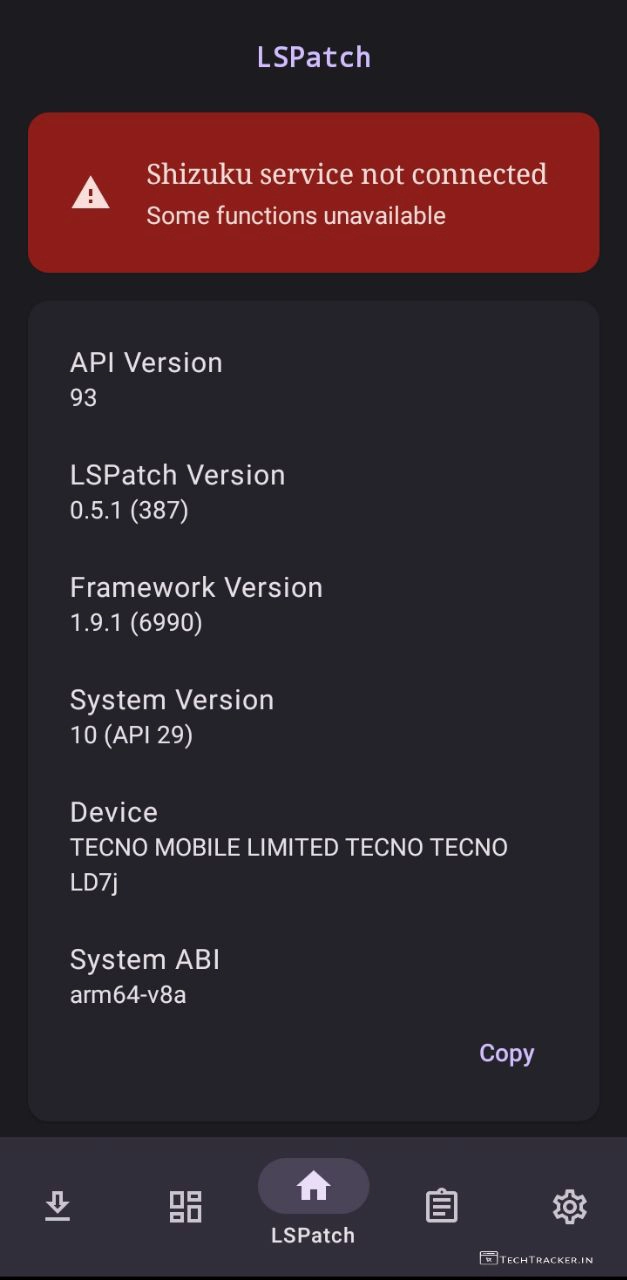 LSPatch
Shizuku service not connected
Some functions unavailable
API Version
93
LSPatch Version
0.5.1 (387)
Framework Version
1.9.1 (6990)
System Version
10 (API 29)
Device
TECNO MOBILE LIMITED TECNO TECNO
LD7j
System ABI
arm64-v8a
Copy
LSPatch
TECHTRACKER.IN